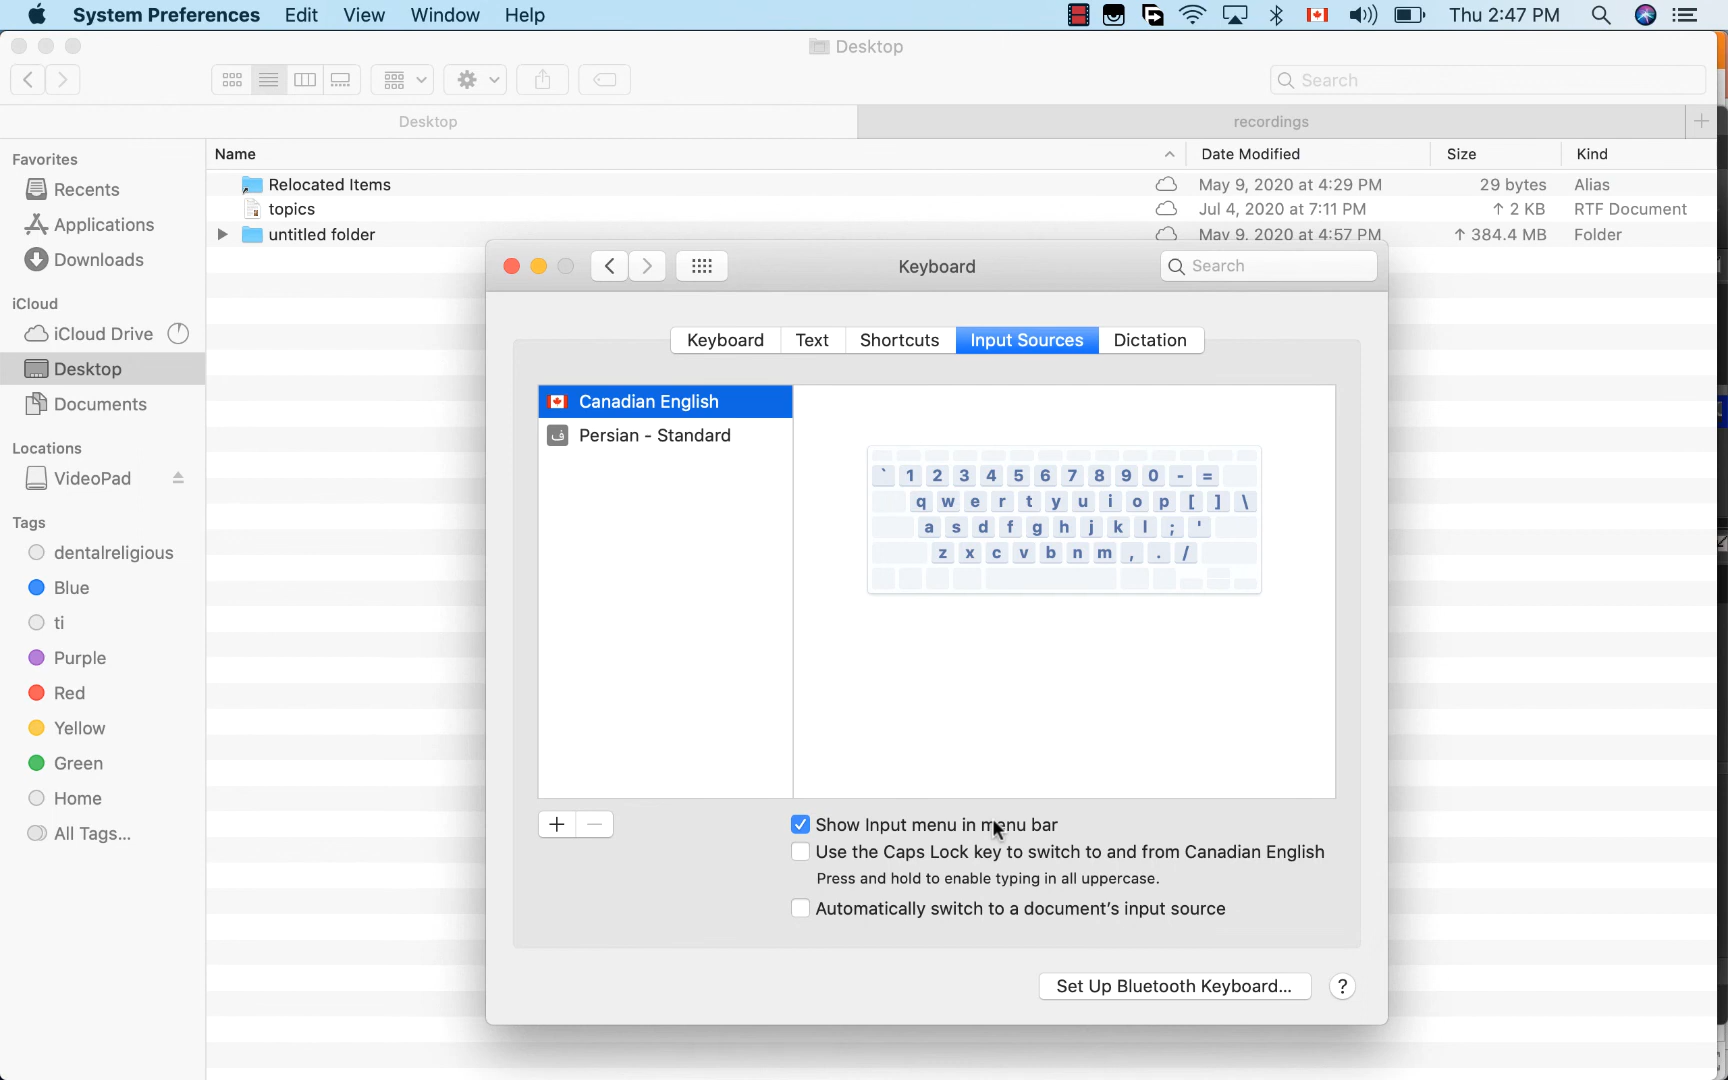 System Preferences Edit View Window Help Thu 2:47 PM
Desktop
Search
Desktop recordings
Favorites
Recents
Applications
Downloads
iCloud
iCloud Drive
Desktop
Documents
Locations
VideoPad
Tags
dentalreligious
Blue
ti
Purple
Red
Yellow
Green
Home
All Tags...
Name Date Modified Size Kind
Relocated Items May 9, 2020 at 4:29 PM 29 bytes Alias
topics Jul 4, 2020 at 7:11 PM 2 KB RTF Document
untitled folder May 9, 2020 at 4:57 PM 384.4 MB Folder
Keyboard
Search
Keyboard Text Shortcuts Input Sources Dictation
Canadian English
ف Persian - Standard
` 1 2 3 4 5 6 7 8 9 0 - =
q w e r t y u i o p [ ] \
a s d f g h j k l ; '
z x c v b n m , . /
+ −
Show Input menu in menu bar
Use the Caps Lock key to switch to and from Canadian English
Press and hold to enable typing in all uppercase.
Automatically switch to a document's input source
Set Up Bluetooth Keyboard... ?